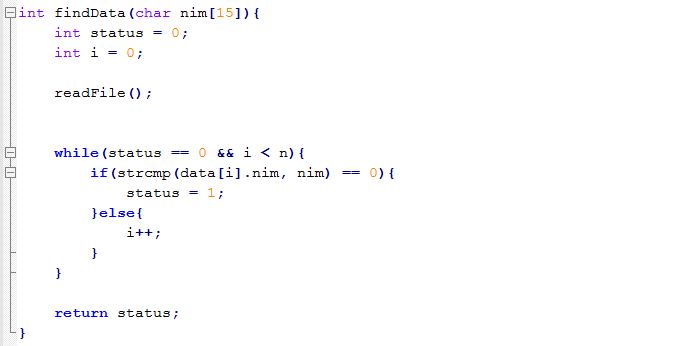 int findData(char nim[15]){
    int status = 0;
    int i = 0;

    readFile();


    while(status == 0 && i < n){
        if(strcmp(data[i].nim, nim) == 0){
            status = 1;
        }else{
            i++;
        }
    }

    return status;
}